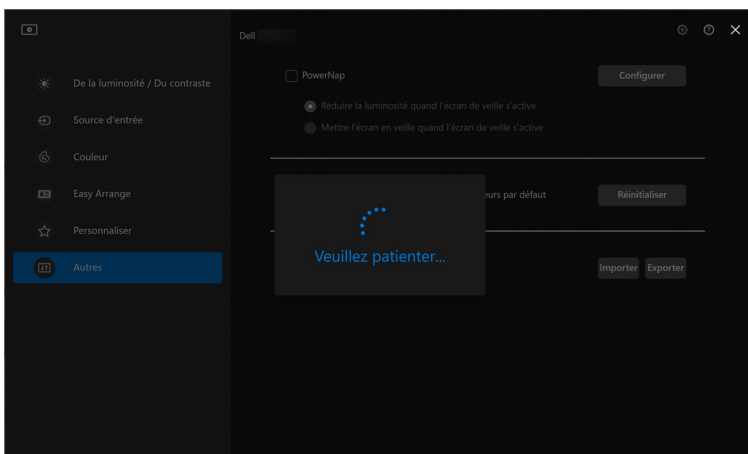 Dell
De la luminosité / Du contraste
Source d'entrée
Couleur
Easy Arrange
Personnaliser
Autres
PowerNap
Configurer
Réduire la luminosité quand l'écran de veille s'active
Mettre l'écran en veille quand l'écran de veille s'active
par défaut
Réinitialiser
Veuillez patienter...
Importer
Exporter